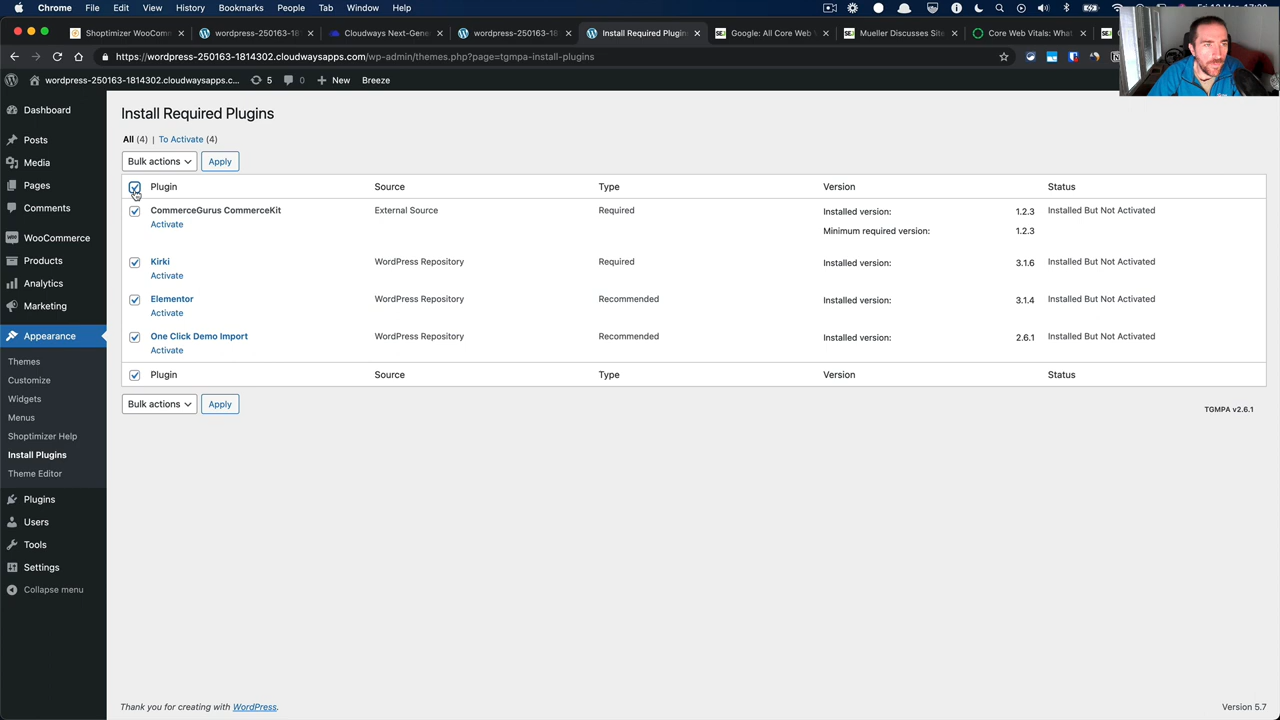 Chrome File Edit View History Bookmarks People Tab Window Help
Shoptimizer WooComm
wordpress-250163-18
Cloudways Next-Gener
wordpress-250163-18
Install Required Plugins
Google: All Core Web
Mueller Discusses Site
Core Web Vitals: What
https://wordpress-250163-1814302.cloudwaysapps.com/wp-admin/themes.php?page=tgmpa-install-plugins
wordpress-250163-1814302.cloudwaysapps.c... 5 0 New Breeze
Dashboard
Posts
Media
Pages
Comments
WooCommerce
Products
Analytics
Marketing
Appearance
Themes
Customize
Widgets
Menus
Shoptimizer Help
Install Plugins
Theme Editor
Plugins
Users
Tools
Settings
Collapse menu
Install Required Plugins
All (4) | To Activate (4)
Bulk actions Apply
Plugin Source Type Version Status
CommerceGurus CommerceKit External Source Required Installed version: 1.2.3 Installed But Not Activated
Activate
Minimum required version: 1.2.3
Kirki WordPress Repository Required Installed version: 3.1.6 Installed But Not Activated
Activate
Elementor WordPress Repository Recommended Installed version: 3.1.4 Installed But Not Activated
Activate
One Click Demo Import WordPress Repository Recommended Installed version: 2.6.1 Installed But Not Activated
Activate
Plugin Source Type Version Status
Bulk actions Apply
TGMPA v2.6.1
Thank you for creating with WordPress.
Version 5.7